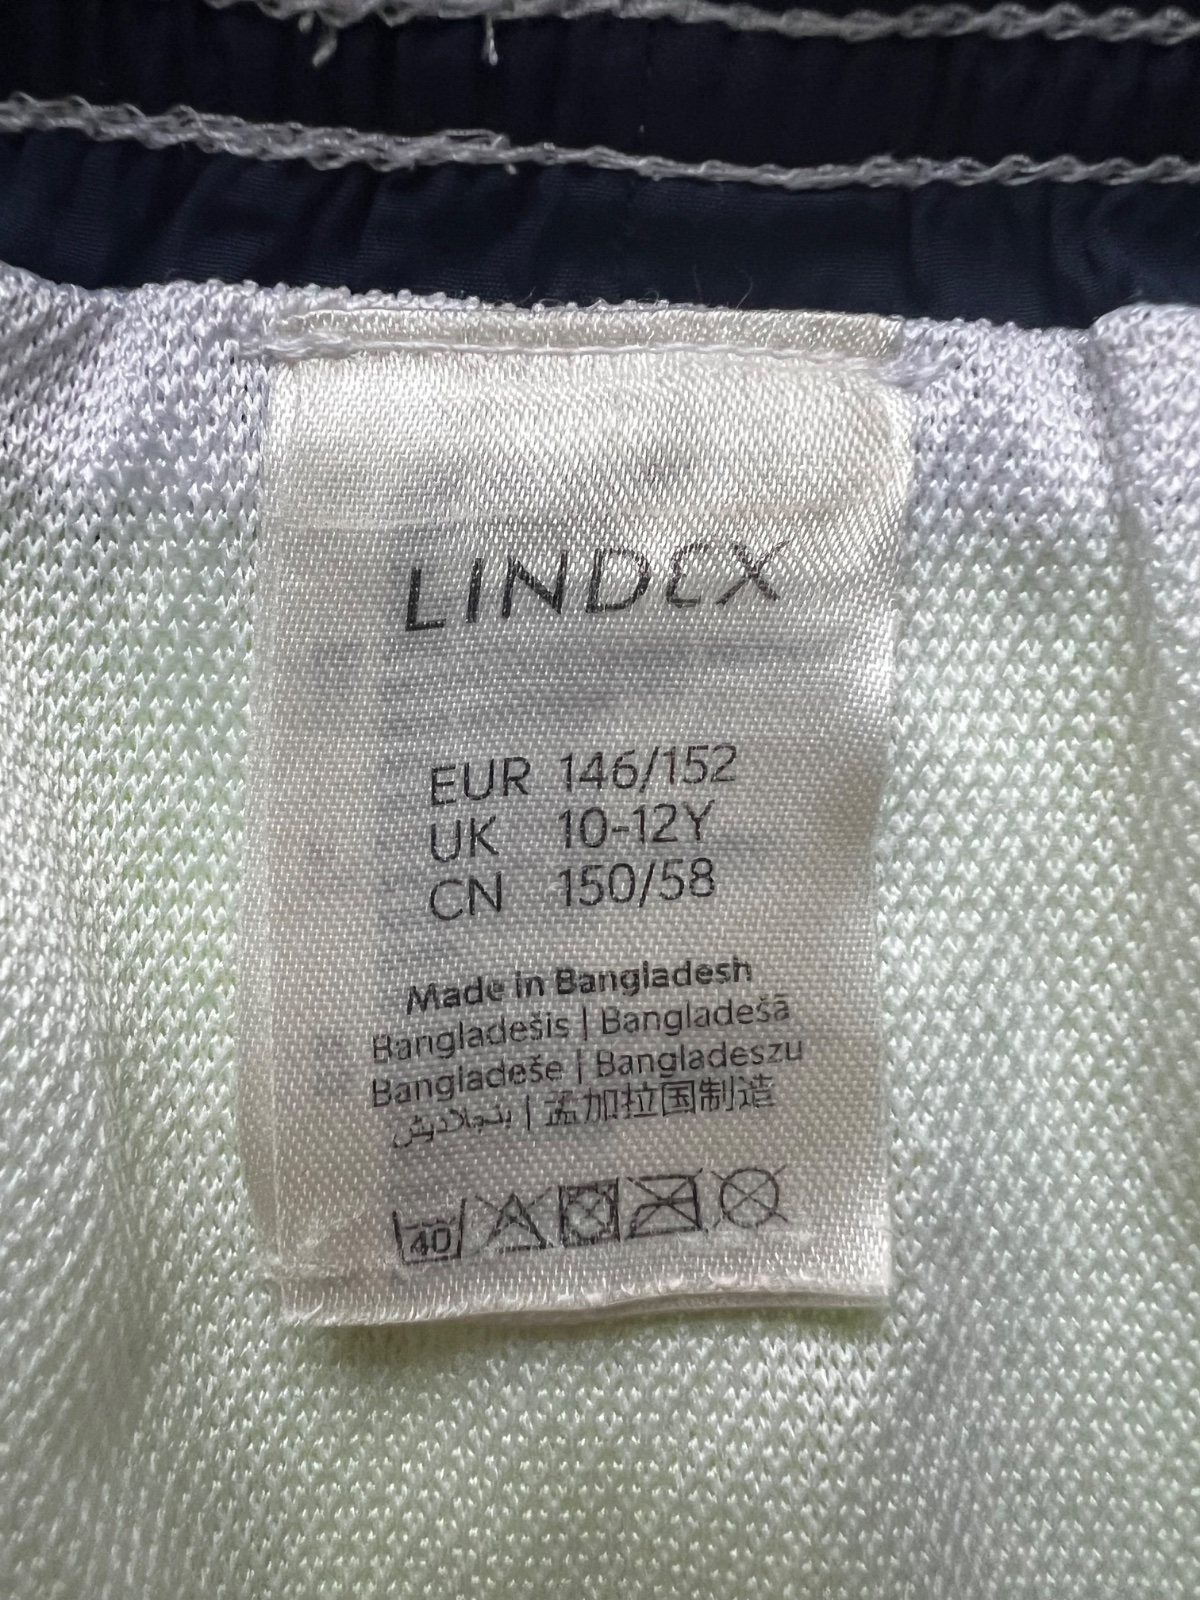 LINDEX
EUR 146/152
UK 10-12Y
CN 150/58
Made in Bangladesh
Bangladešis | Bangladešā
Bangladeše | Bangladeszu
بنجلاديش | 孟加拉国制造
40